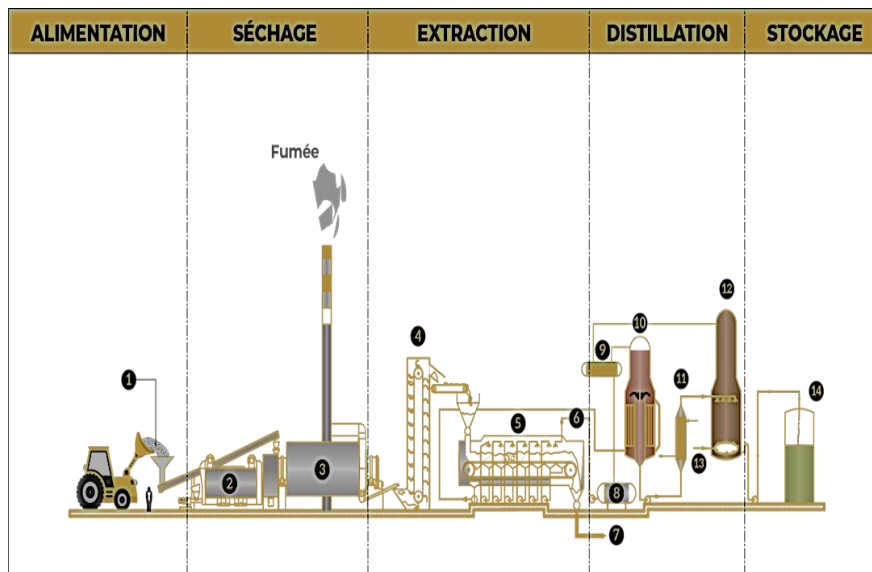 ALIMENTATION
SÉCHAGE
EXTRACTION
DISTILLATION
STOCKAGE
Fumée
1
2
3
4
5
6
7
8
9
10
11
12
13
14